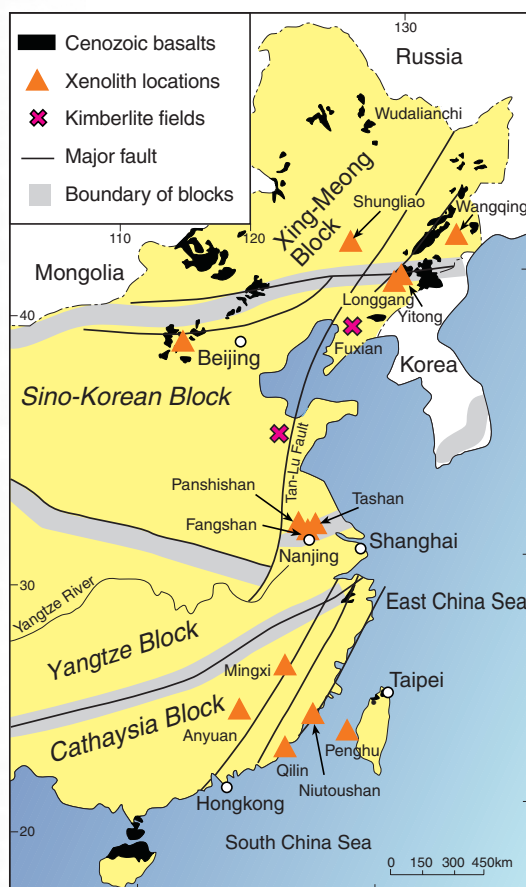 130
Cenozoic basalts
Xenolith locations
Kimberlite fields
Major fault
Boundary of blocks
Russia
Wudalianchi
Xing-Meong
Block
Shungliao
Wangqing
110
120
Mongolia
Longgang
Yitong
40
Beijing
Fuxian
Korea
Sino-Korean Block
Tan-Lu Fault
Panshishan
Tashan
Fangshan
Nanjing
Shanghai
30
Yangtze River
East China Sea
Yangtze Block
Mingxi
Taipei
Cathaysia Block
Anyuan
Penghu
Qilin
Niutoushan
Hongkong
20
South China Sea
0 150 300 450km